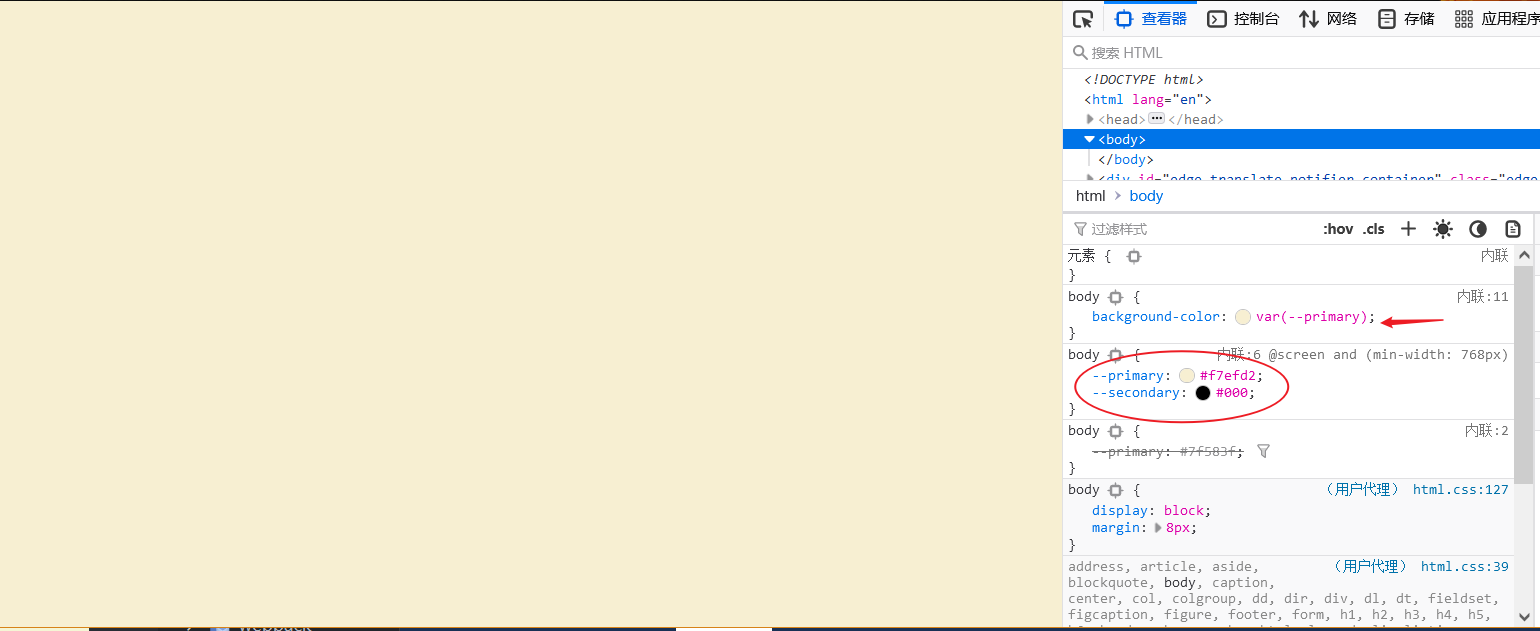 查看器 控制台 网络 存储 应用程序
搜索 HTML
<!DOCTYPE html>
<html lang="en">
<head> ••• </head>
<body>
</body>
<div id="edge-translate-notifier-container" class="edge
html > body
过滤样式 :hov .cls
元素 { 内联
}
body { 内联:11
background-color: var(--primary);
}
body { 内联:6 @screen and (min-width: 768px)
--primary: #f7efd2;
--secondary: #000;
}
body { 内联:2
--primary: #7f583f;
}
body { （用户代理） html.css:127
display: block;
margin: 8px;
}
address, article, aside, （用户代理） html.css:39
blockquote, body, caption,
center, col, colgroup, dd, dir, div, dl, dt, fieldset,
figcaption, figure, footer, form, h1, h2, h3, h4, h5,